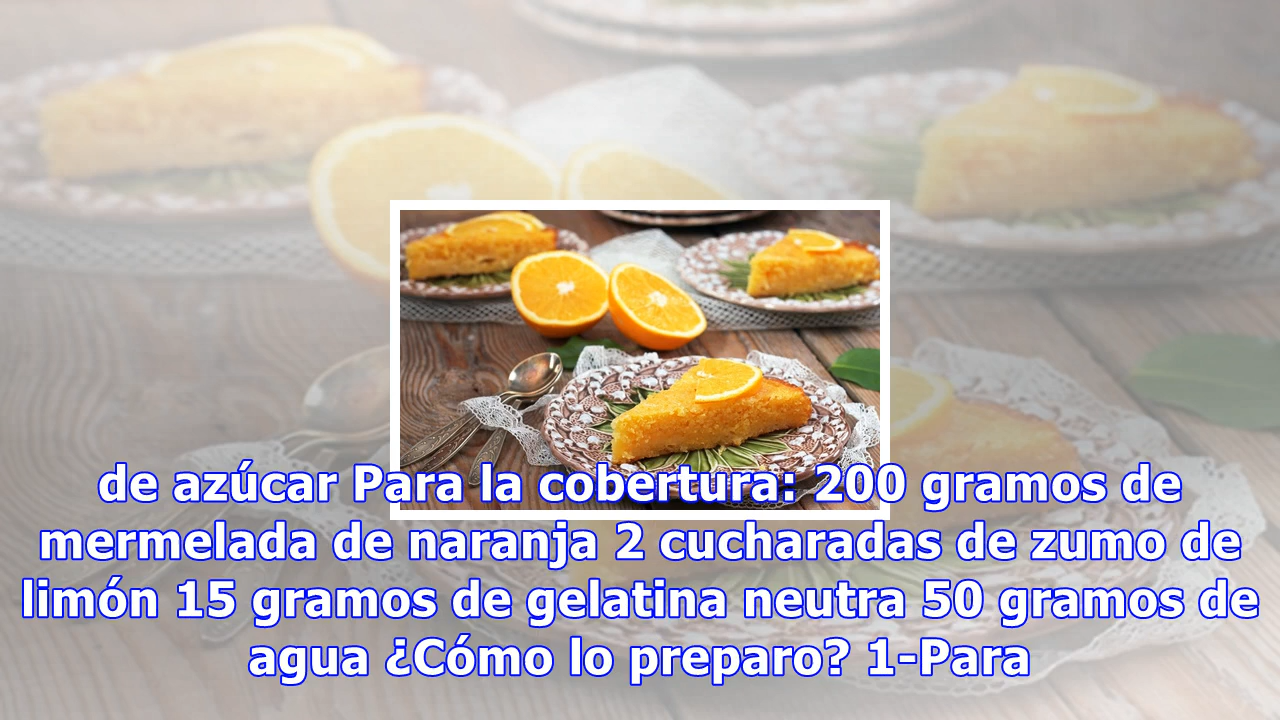 de azúcar Para la cobertura: 200 gramos de
mermelada de naranja 2 cucharadas de zumo de
limón 15 gramos de gelatina neutra 50 gramos de
agua ¿Cómo lo preparo? 1-Para